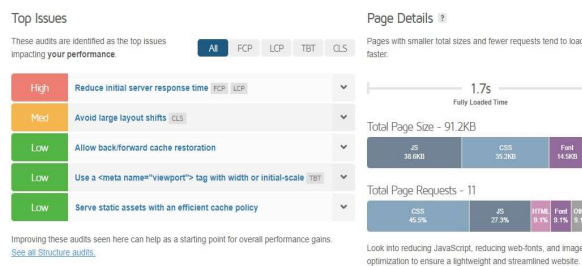 Top Issues
These audits are identified as the top issues
impacting your performance.
All FCP LCP TBT CLS
High Reduce initial server response time FCP LCP
Med Avoid large layout shifts CLS
Low Allow back/forward cache restoration
Low Use a <meta name="viewport"> tag with width or initial-scale TBT
Low Serve static assets with an efficient cache policy
Improving these audits seen here can help as a starting point for overall performance gains.
See all Structure audits.
Page Details ?
Pages with smaller total sizes and fewer requests tend to load
faster.
1.7s
Fully Loaded Time
Total Page Size - 91.2KB
JS CSS Font
38.6KB 35.2KB 14.5KB
Total Page Requests - 11
CSS JS HTML Font
45.5% 27.3% 9.1% 9.1%
Look into reducing JavaScript, reducing web-fonts, and image
optimization to ensure a lightweight and streamlined website.